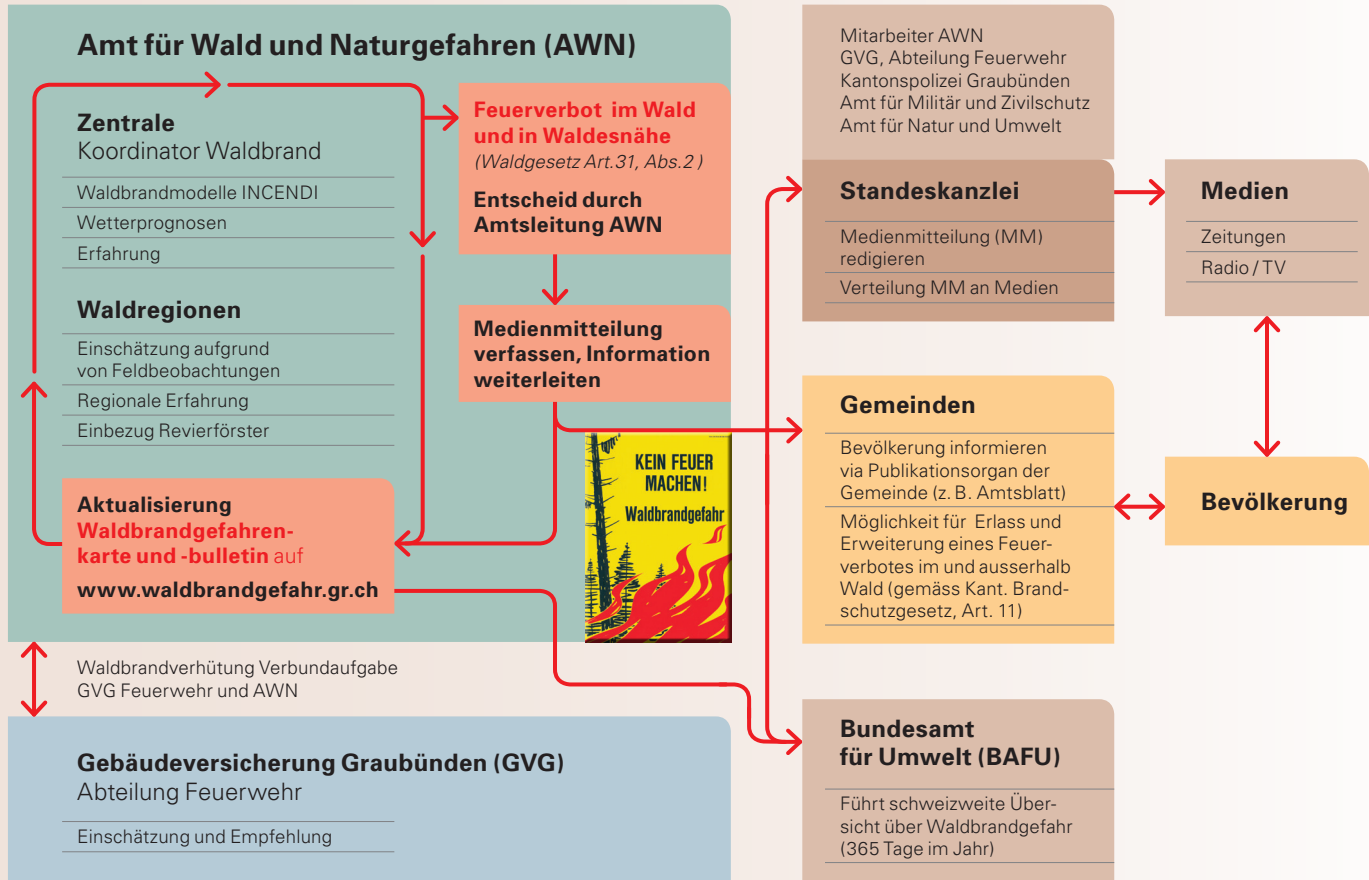 Amt für Wald und Naturgefahren (AWN)
Zentrale
Koordinator Waldbrand
Waldbrandmodelle INCENDI
Wetterprognosen
Erfahrung
Waldregionen
Einschätzung aufgrund
von Feldbeobachtungen
Regionale Erfahrung
Einbezug Revierförster
Aktualisierung
Waldbrandgefahren-
karte und -bulletin auf
www.waldbrandgefahr.gr.ch
Feuerverbot im Wald
und in Waldesnähe
(Waldgesetz Art.31, Abs.2 )
Entscheid durch
Amtsleitung AWN
Medienmitteilung
verfassen, Information
weiterleiten
KEIN FEUER
MACHEN!
Waldbrandgefahr
Waldbrandverhütung Verbundaufgabe
GVG Feuerwehr und AWN
Gebäudeversicherung Graubünden (GVG)
Abteilung Feuerwehr
Einschätzung und Empfehlung
Mitarbeiter AWN
GVG, Abteilung Feuerwehr
Kantonspolizei Graubünden
Amt für Militär und Zivilschutz
Amt für Natur und Umwelt
Standeskanzlei
Medienmitteilung (MM)
redigieren
Verteilung MM an Medien
Medien
Zeitungen
Radio / TV
Gemeinden
Bevölkerung informieren
via Publikationsorgan der
Gemeinde (z. B. Amtsblatt)
Möglichkeit für Erlass und
Erweiterung eines Feuer-
verbotes im und ausserhalb
Wald (gemäss Kant. Brand-
schutzgesetz, Art. 11)
Bevölkerung
Bundesamt
für Umwelt (BAFU)
Führt schweizweite Über-
sicht über Waldbrandgefahr
(365 Tage im Jahr)